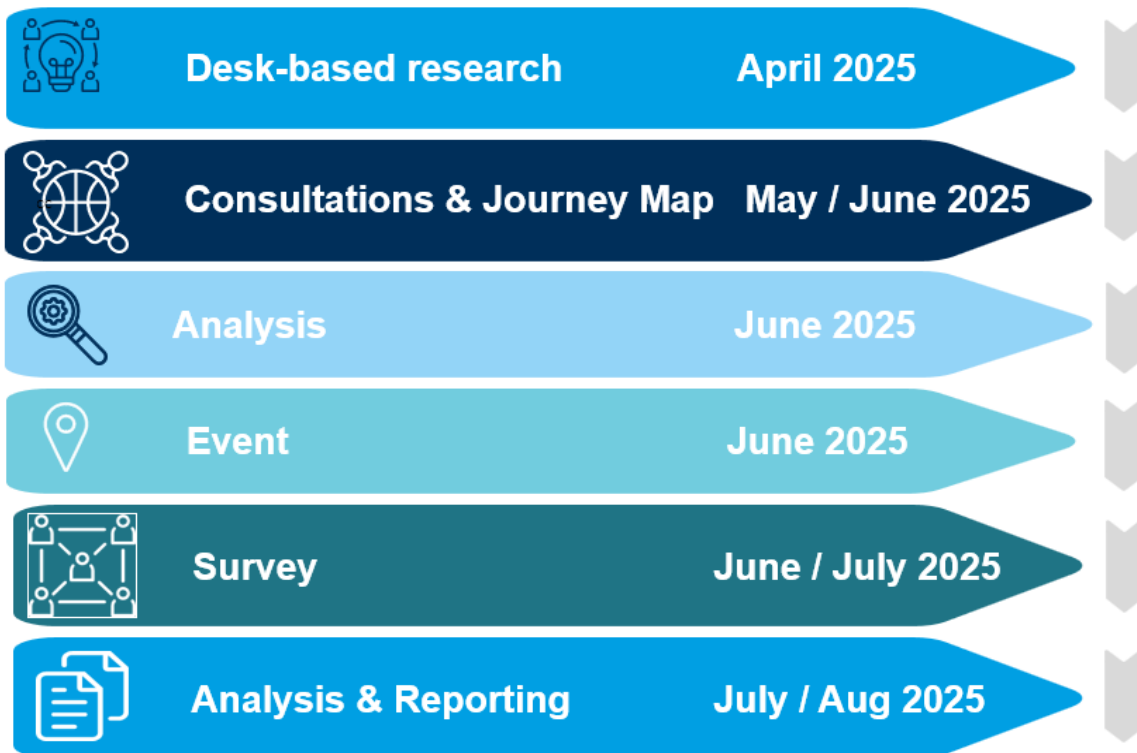 Desk-based research April 2025
Consultations & Journey Map May / June 2025
Analysis June 2025
Event June 2025
Survey June / July 2025
Analysis & Reporting July / Aug 2025